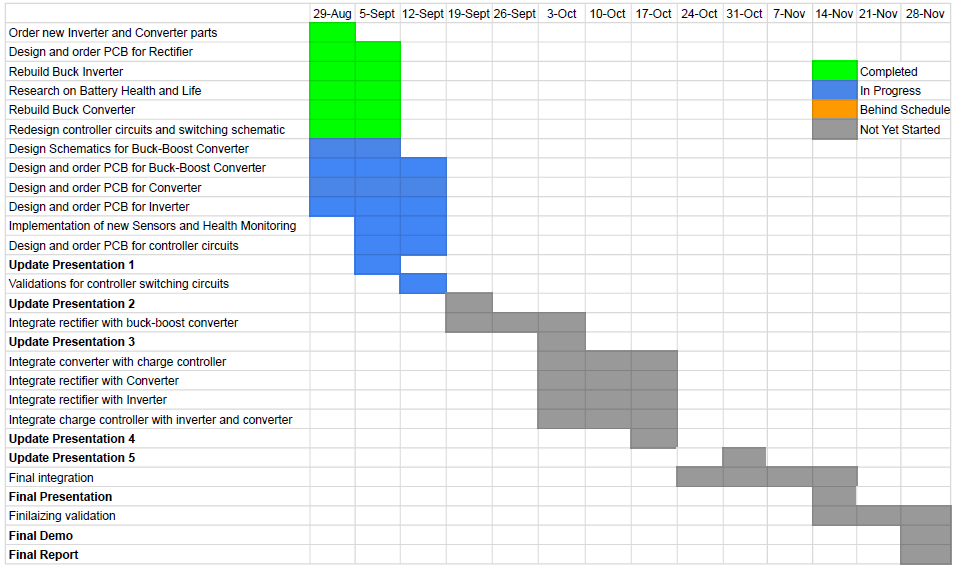 29-Aug 5-Sept 12-Sept 19-Sept 26-Sept 3-Oct 10-Oct 17-Oct 24-Oct 31-Oct 7-Nov 14-Nov 21-Nov 28-Nov
Order new Inverter and Converter parts
Design and order PCB for Rectifier
Rebuild Buck Inverter Completed
Research on Battery Health and Life In Progress
Rebuild Buck Converter Behind Schedule
Redesign controller circuits and switching schematic Not Yet Started
Design Schematics for Buck-Boost Converter
Design and order PCB for Buck-Boost Converter
Design and order PCB for Converter
Design and order PCB for Inverter
Implementation of new Sensors and Health Monitoring
Design and order PCB for controller circuits
Update Presentation 1
Validations for controller switching circuits
Update Presentation 2
Integrate rectifier with buck-boost converter
Update Presentation 3
Integrate converter with charge controller
Integrate rectifier with Converter
Integrate rectifier with Inverter
Integrate charge controller with inverter and converter
Update Presentation 4
Update Presentation 5
Final integration
Final Presentation
Finilaizing validation
Final Demo
Final Report